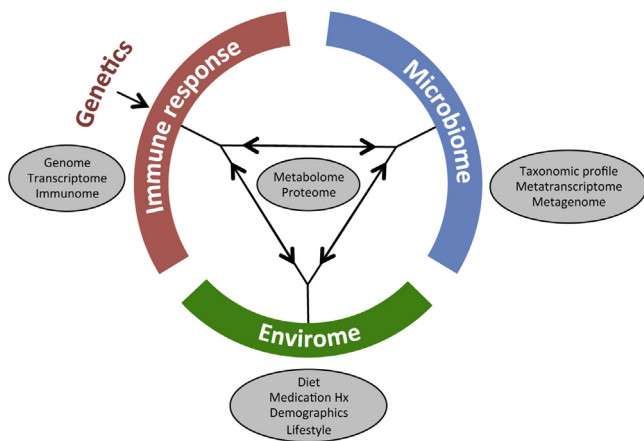 Genetics
Immune response
Microbiome
Genome
Transcriptome
Immunome
Metabolome
Proteome
Taxonomic profile
Metatranscriptome
Metagenome
Envirome
Diet
Medication Hx
Demographics
Lifestyle